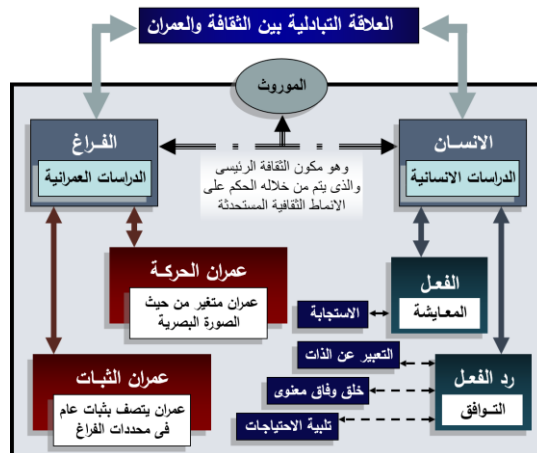 العلاقة التبادلية بين الثقافة والعمران
الموروث
الانسان
الدراسات الانسانية
الفراغ
الدراسات العمرانية
وهو مكون الثقافة الرئيسى
والذى يتم من خلاله الحكم على
الانماط الثقافية المستحدثة
الفعل
المعايشة
الاستجابة
عمران الحركة
عمران متغير من حيث
الصورة البصرية
رد الفعل
التوافق
التعبير عن الذات
خلق وفاق معنوى
تلبية الاحتياجات
عمران الثبات
عمران يتصف بثبات عام
فى محددات الفراغ